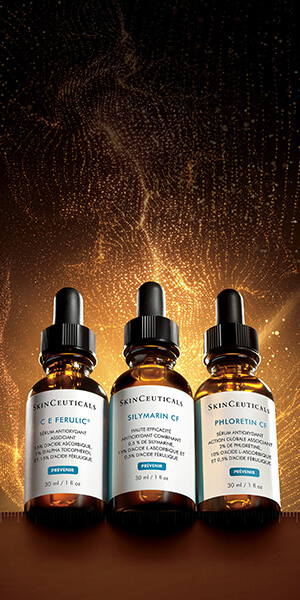 SKINCEUTICALS
C E FERULIC®
SÉRUM ANTIOXYDANT
ASSOCIANT
15% D'ACIDE ASCORBIQUE,
1% D'ALPHA TOCOPHÉROL
ET 0,5% D'ACIDE FÉRULIQUE
PRÉVENIR
30 ml / 1 fl oz
SKINCEUTICALS
SILYMARIN CF
HAUTE-EFFICACITÉ
ANTIOXYDANT COMBINANT
0,5 % DE SILYMARINE,
15% D'ACIDE L-ASCORBIQUE ET
0,5% D'ACIDE FÉRULIQUE
PRÉVENIR
30 ml / 1 fl oz
SKINCEUTICALS
PHLORETIN CF
SÉRUM ANTIOXYDANT
ACTION GLOBALE ASSOCIANT
2% DE PHLORÉTINE,
10% D'ACIDE L-ASCORBIQUE
ET 0,5% D'ACIDE FÉRULIQUE
PRÉVENIR
30 ml / 1 fl oz